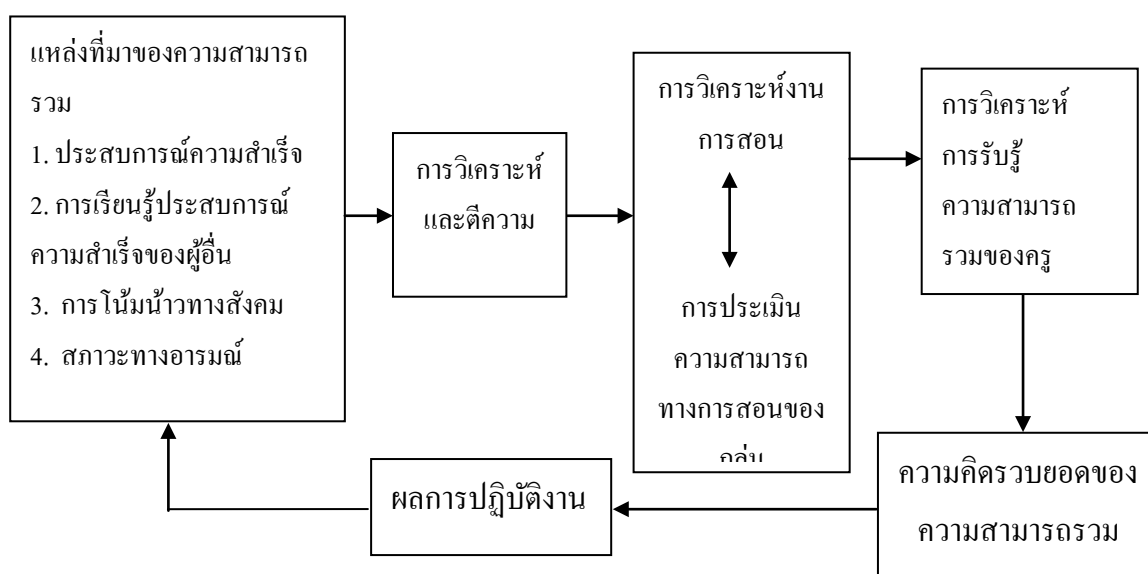 แหล่งที่มาของความสามารถ
รวม
1. ประสบการณ์ความสำเร็จ
2. การเรียนรู้ประสบการณ์
ความสำเร็จของผู้อื่น
3. การโน้มน้าวทางสังคม
4. สภาวะทางอารมณ์
การวิเคราะห์
และตีความ
การวิเคราะห์งาน
การสอน
การประเมิน
ความสามารถ
ทางการสอนของ
กลุ่ม
การวิเคราะห์
การรับรู้
ความสามารถ
รวมของครู
ความคิดรวบยอดของ
ความสามารถรวม
ผลการปฏิบัติงาน